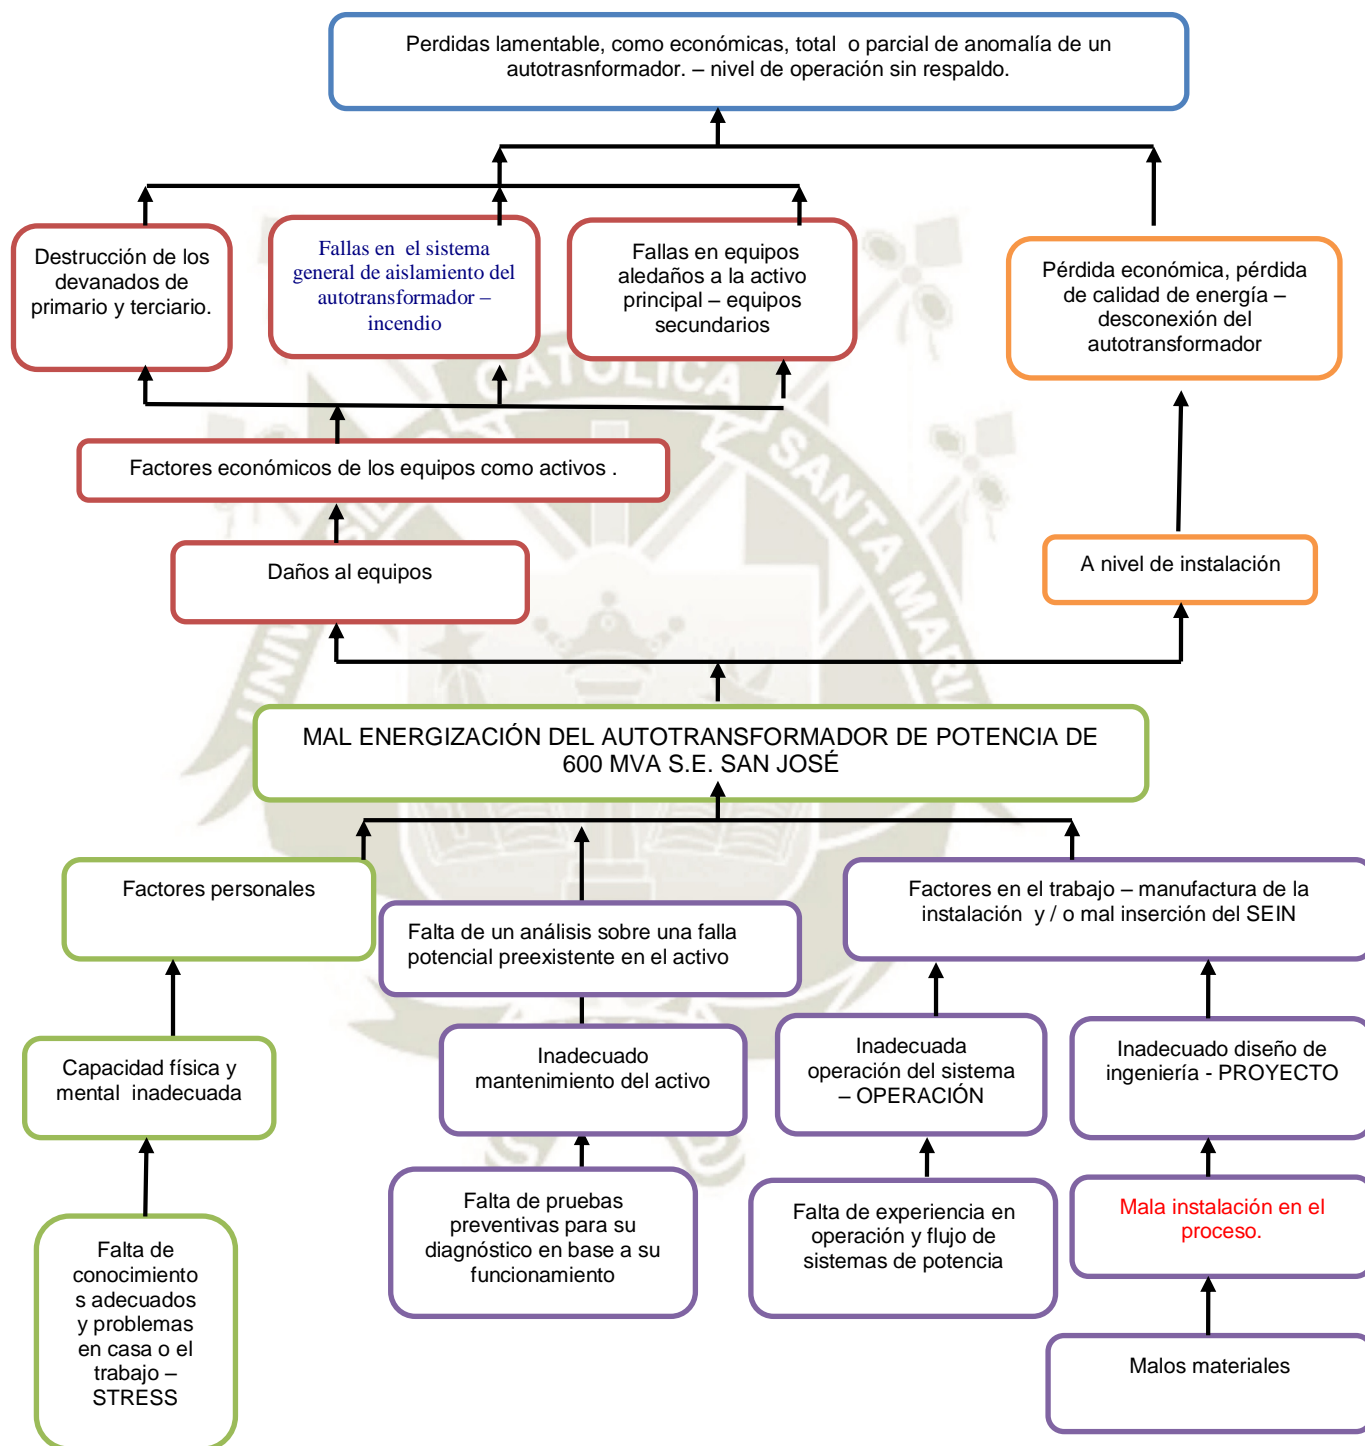 Perdidas lamentable, como económicas, total  o parcial de anomalía de un
autotrasnformador. – nivel de operación sin respaldo.
Destrucción de los
devanados de
primario y terciario.
Fallas en  el sistema
general de aislamiento del
autotransformador –
incendio
Fallas en equipos
aledaños a la activo
principal – equipos
secundarios
Pérdida económica, pérdida
de calidad de energía –
desconexión del
autotransformador
Factores económicos de los equipos como activos .
Daños al equipos
A nivel de instalación
MAL ENERGIZACIÓN DEL AUTOTRANSFORMADOR DE POTENCIA DE
600 MVA S.E. SAN JOSÉ
Factores personales
Falta de un análisis sobre una falla
potencial preexistente en el activo
Factores en el trabajo – manufactura de la
instalación  y / o mal inserción del SEIN
Capacidad física y
mental  inadecuada
Inadecuado
mantenimiento del activo
Inadecuada
operación del sistema
– OPERACIÓN
Inadecuado diseño de
ingeniería - PROYECTO
Falta de
conocimiento
s adecuados
y problemas
en casa o el
trabajo –
STRESS
Falta de pruebas
preventivas para su
diagnóstico en base a su
funcionamiento
Falta de experiencia en
operación y flujo de
sistemas de potencia
Mala instalación en el
proceso.
Malos materiales
CATOLICA
SANTA MARI